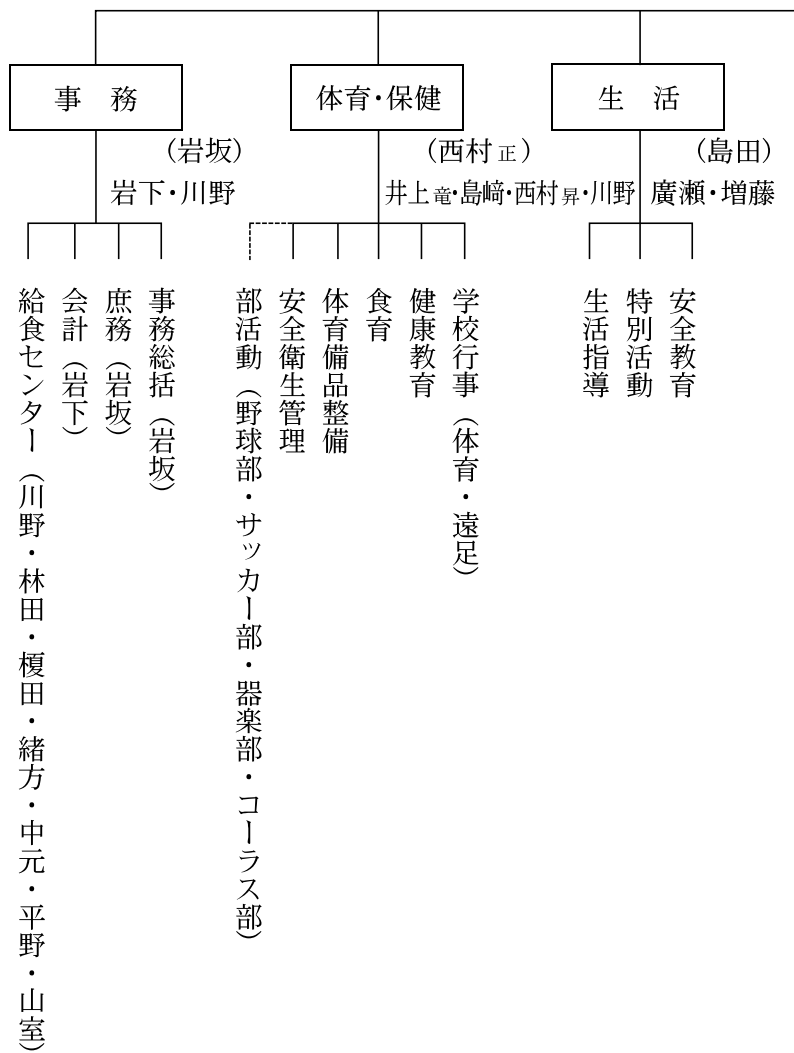 事　務
(岩坂)
岩下・川野
事務総括(岩坂)
庶務(岩坂)
会計(岩下)
給食センター(川野・林田・榎田・緒方・中元・平野・山室)
体育・保健
(西村正)
井上竜・島﨑・西村昇・川野
学校行事(体育・遠足)
健康教育
食育
体育備品整備
安全衛生管理
部活動(野球部・サッカー部・器楽部・コーラス部)
生　活
(島田)
廣瀬・増藤
安全教育
特別活動
生活指導